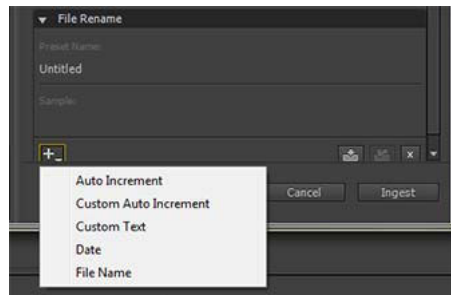 File Rename
Preset Name:
Untitled
Sample:
Cancel
Ingest
Auto Increment
Custom Auto Increment
Custom Text
Date
File Name